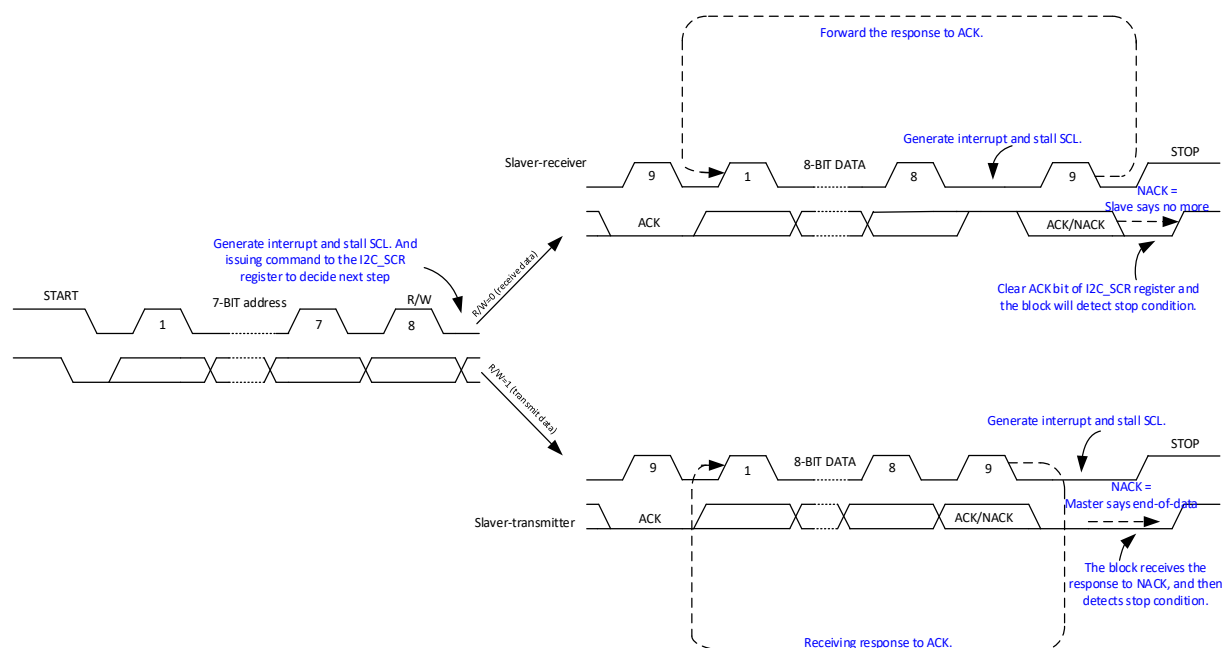 Forward the response to ACK.
Generate interrupt and stall SCL.
STOP
Slaver-receiver
8-BIT DATA
9
1
8
9
NACK =
Slave says no more
ACK
ACK/NACK
Generate interrupt and stall SCL. And
issuing command to the I2C_SCR
register to decide next step
R/W=0 (receive data)
Clear ACK bit of I2C_SCR register and
the block will detect stop condition.
START
7-BIT address
R/W
1
7
8
R/W=1 (transmit data)
Generate interrupt and stall SCL.
STOP
8-BIT DATA
9
1
8
9
NACK =
Master says end-of-data
Slaver-transmitter
ACK
ACK/NACK
The block receives the
response to NACK, and then
detects stop condition.
Receiving response to ACK.